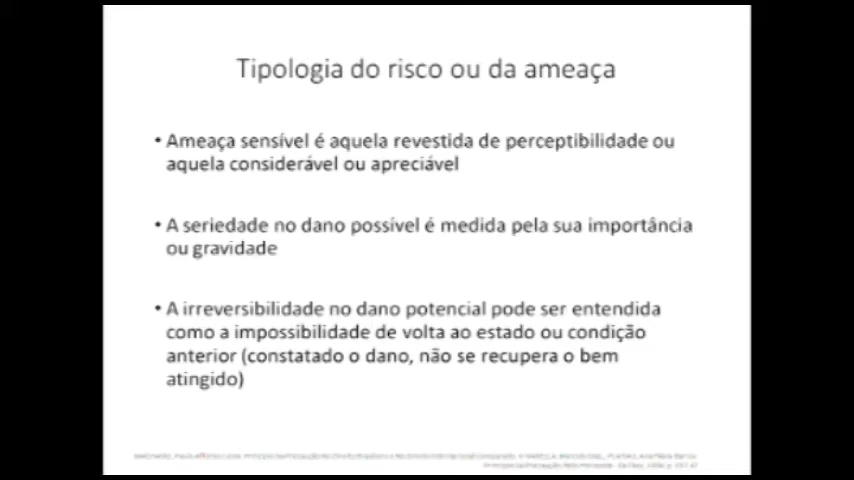 Tipologia do risco ou da ameaça
• Ameaça sensível é aquela revestida de perceptibilidade ou
aquela considerável ou apreciável
• A seriedade no dano possível é medida pela sua importância
ou gravidade
• A irreversibilidade no dano potencial pode ser entendida
como a impossibilidade de volta ao estado ou condição
anterior (constatado o dano, não se recupera o bem
atingido)